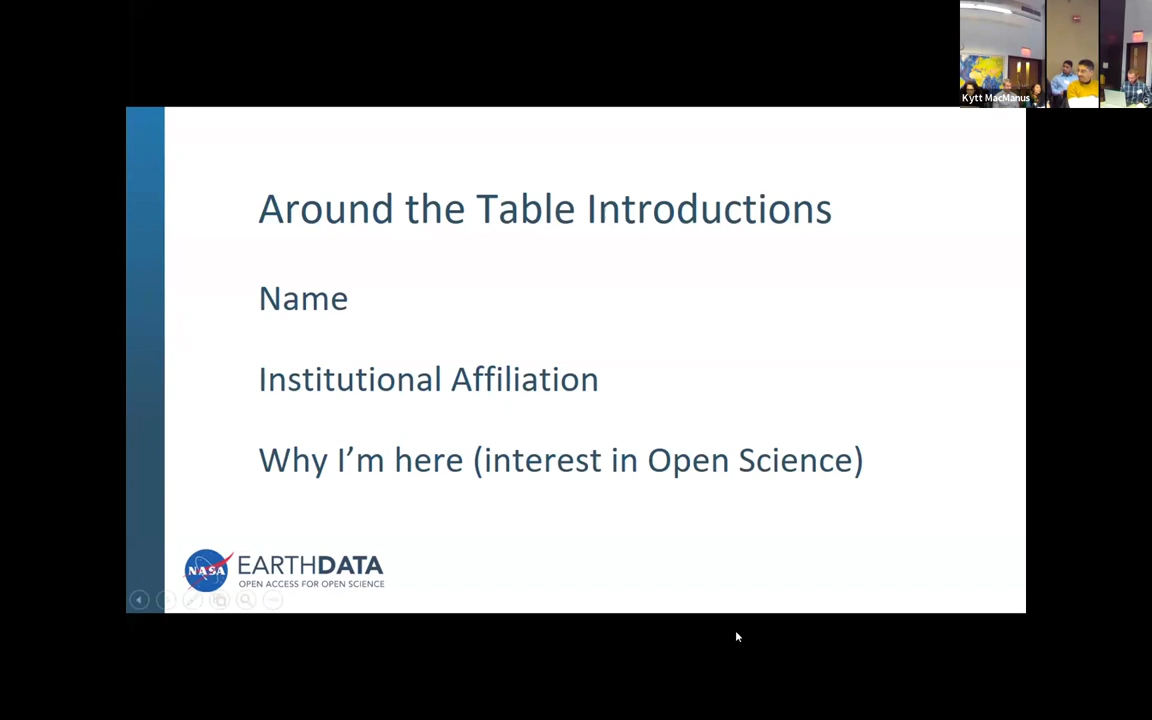 Kytt MacManus
Around the Table Introductions
Name
Institutional Affiliation
Why I'm here (interest in Open Science)
NASA
EARTHDATA
OPEN ACCESS FOR OPEN SCIENCE